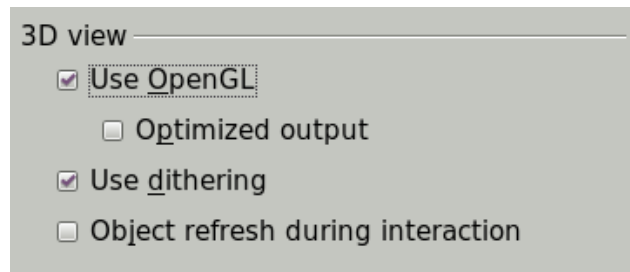 3D view
Use OpenGL
Optimized output
Use dithering
Object refresh during interaction